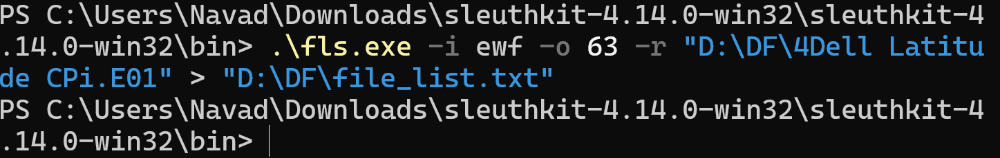 PS C:\Users\Navad\Downloads\sleuthkit-4.14.0-win32\sleuthkit-4
.14.0-win32\bin> .\fls.exe -i ewf -o 63 -r "D:\DF\4Dell Latitu
de CPi.E01" > "D:\DF\file_list.txt"
PS C:\Users\Navad\Downloads\sleuthkit-4.14.0-win32\sleuthkit-4
.14.0-win32\bin>